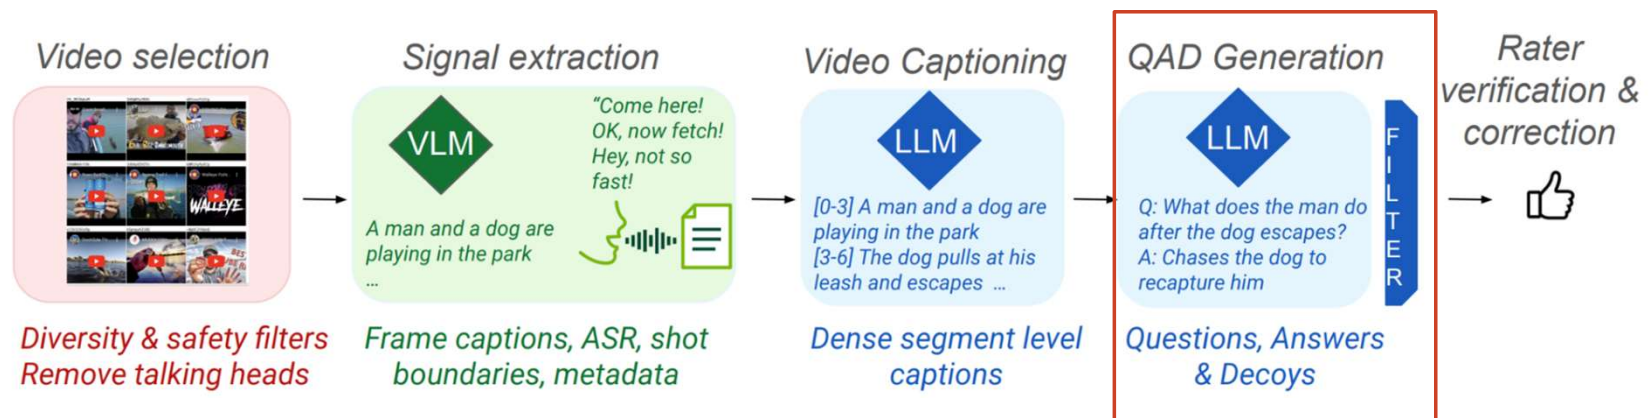 Video selection
WALLEYE
Diversity & safety filters
Remove talking heads
Signal extraction
VLM
"Come here!
OK, now fetch!
Hey, not so
fast!
A man and a dog are
playing in the park
...
Frame captions, ASR, shot
boundaries, metadata
Video Captioning
LLM
[0-3] A man and a dog are
playing in the park
[3-6] The dog pulls at his
leash and escapes ...
Dense segment level
captions
QAD Generation
LLM
Q: What does the man do
after the dog escapes?
A: Chases the dog to
recapture him
FILTER
Questions, Answers
& Decoys
Rater
verification &
correction